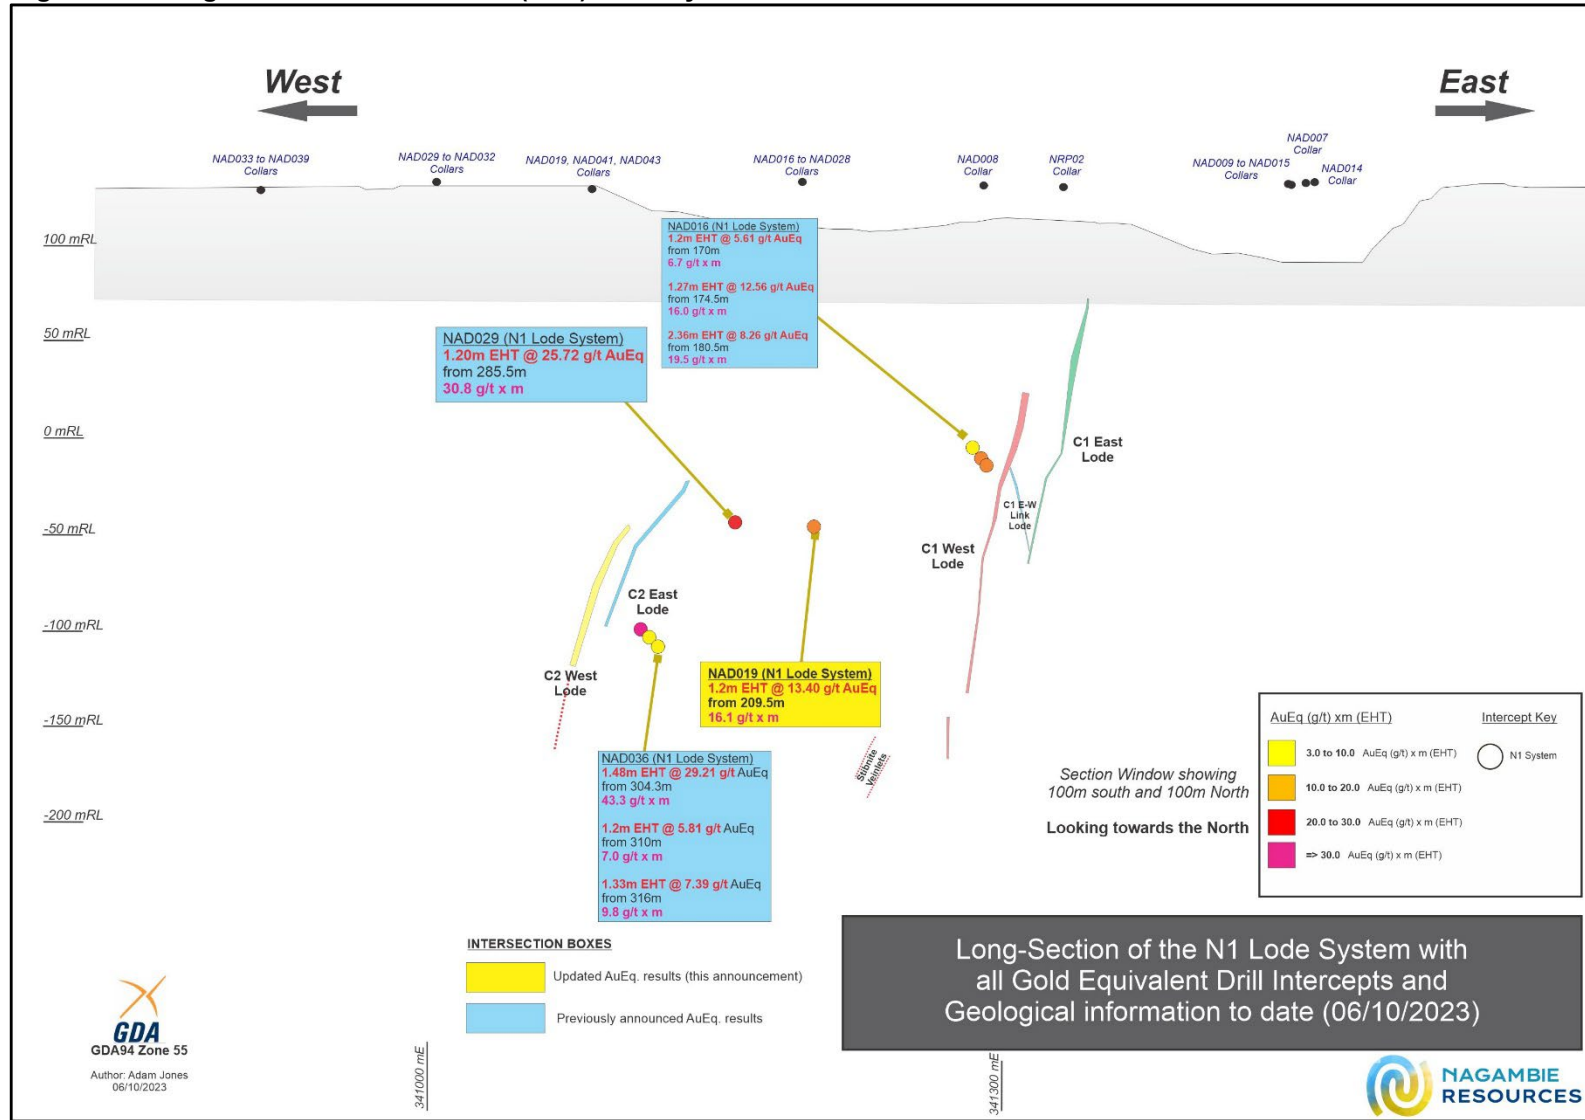 West
East
NAD033 to NAD039
Collars
NAD029 to NAD032
Collars
NAD019, NAD041, NAD043
Collars
NAD016 to NAD028
Collars
NAD008
Collar
NRP02
Collar
NAD009 to NAD015
Collars
NAD007
Collar
NAD014
Collar
100 mRL
50 mRL
0 mRL
-50 mRL
-100 mRL
-150 mRL
-200 mRL
NAD016 (N1 Lode System)
1.2m EHT @ 5.61 g/t AuEq
from 170m
6.7 g/t x m
1.27m EHT @ 12.56 g/t AuEq
from 174.5m
16.0 g/t x m
2.36m EHT @ 8.26 g/t AuEq
from 180.5m
19.5 g/t x m
NAD029 (N1 Lode System)
1.20m EHT @ 25.72 g/t AuEq
from 285.5m
30.8 g/t x m
C1 East
Lode
C1 E-W
Link
Lode
C1 West
Lode
C2 East
Lode
C2 West
Lode
NAD019 (N1 Lode System)
1.2m EHT @ 13.40 g/t AuEq
from 209.5m
16.1 g/t x m
NAD036 (N1 Lode System)
1.48m EHT @ 29.21 g/t AuEq
from 304.3m
43.3 g/t x m
1.2m EHT @ 5.81 g/t AuEq
from 310m
7.0 g/t x m
1.33m EHT @ 7.39 g/t AuEq
from 316m
9.8 g/t x m
Stibnite
Veinlets
Section Window showing
100m south and 100m North
Looking towards the North
AuEq (g/t) xm (EHT)
Intercept Key
3.0 to 10.0 AuEq (g/t) x m (EHT)
N1 System
10.0 to 20.0 AuEq (g/t) x m (EHT)
20.0 to 30.0 AuEq (g/t) x m (EHT)
=> 30.0 AuEq (g/t) x m (EHT)
INTERSECTION BOXES
Updated AuEq. results (this announcement)
Previously announced AuEq. results
Long-Section of the N1 Lode System with
all Gold Equivalent Drill Intercepts and
Geological information to date (06/10/2023)
GDA
GDA94 Zone 55
Author: Adam Jones
06/10/2023
341000 mE
341300 mE
NAGAMBIE
RESOURCES